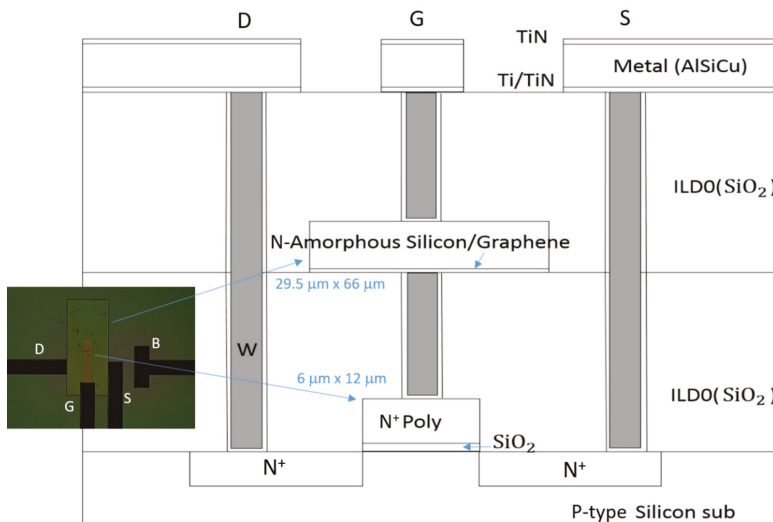 D G S
TiN
Metal (AlSiCu)
Ti/TiN
ILD0(SiO₂)
N-Amorphous Silicon/Graphene
29.5 μm x 66 μm
D B
W
G S
6 μm x 12 μm
ILD0(SiO₂)
N⁺ Poly
SiO₂
N⁺ N⁺
P-type Silicon sub